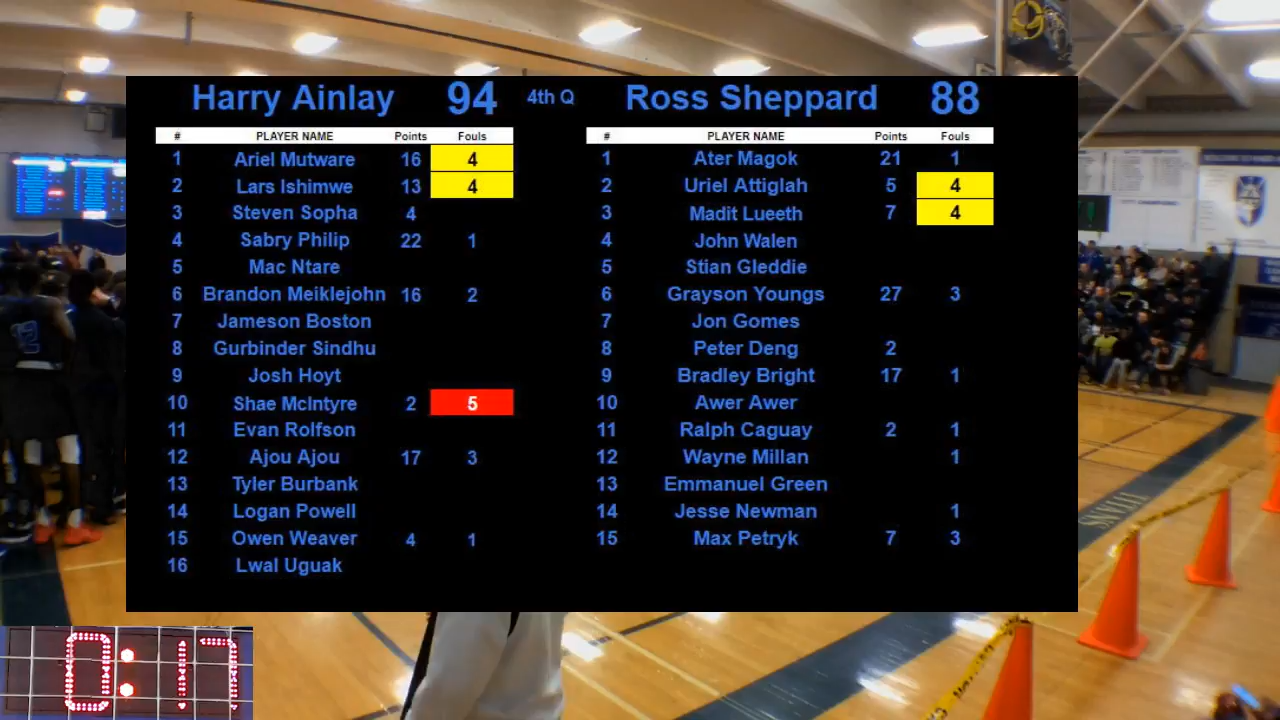 Harry Ainlay 94 4th Q Ross Sheppard 88
# PLAYER NAME Points Fouls # PLAYER NAME Points Fouls
1 Ariel Mutware 16 4 1 Ater Magok 21 1
2 Lars Ishimwe 13 4 2 Uriel Attiglah 5 4
3 Steven Sopha 4 3 Madit Lueeth 7 4
4 Sabry Philip 22 1 4 John Walen
5 Mac Ntare 5 Stian Gleddie
6 Brandon Meiklejohn 16 2 6 Grayson Youngs 27 3
7 Jameson Boston 7 Jon Gomes
8 Gurbinder Sindhu 8 Peter Deng 2
9 Josh Hoyt 9 Bradley Bright 17 1
10 Shae McIntyre 2 5 10 Awer Awer
11 Evan Rolfson 11 Ralph Caguay 2 1
12 Ajou Ajou 17 3 12 Wayne Millan 1
13 Tyler Burbank 13 Emmanuel Green
14 Logan Powell 14 Jesse Newman 1
15 Owen Weaver 4 1 15 Max Petryk 7 3
16 Lwal Uguak
12
0:17